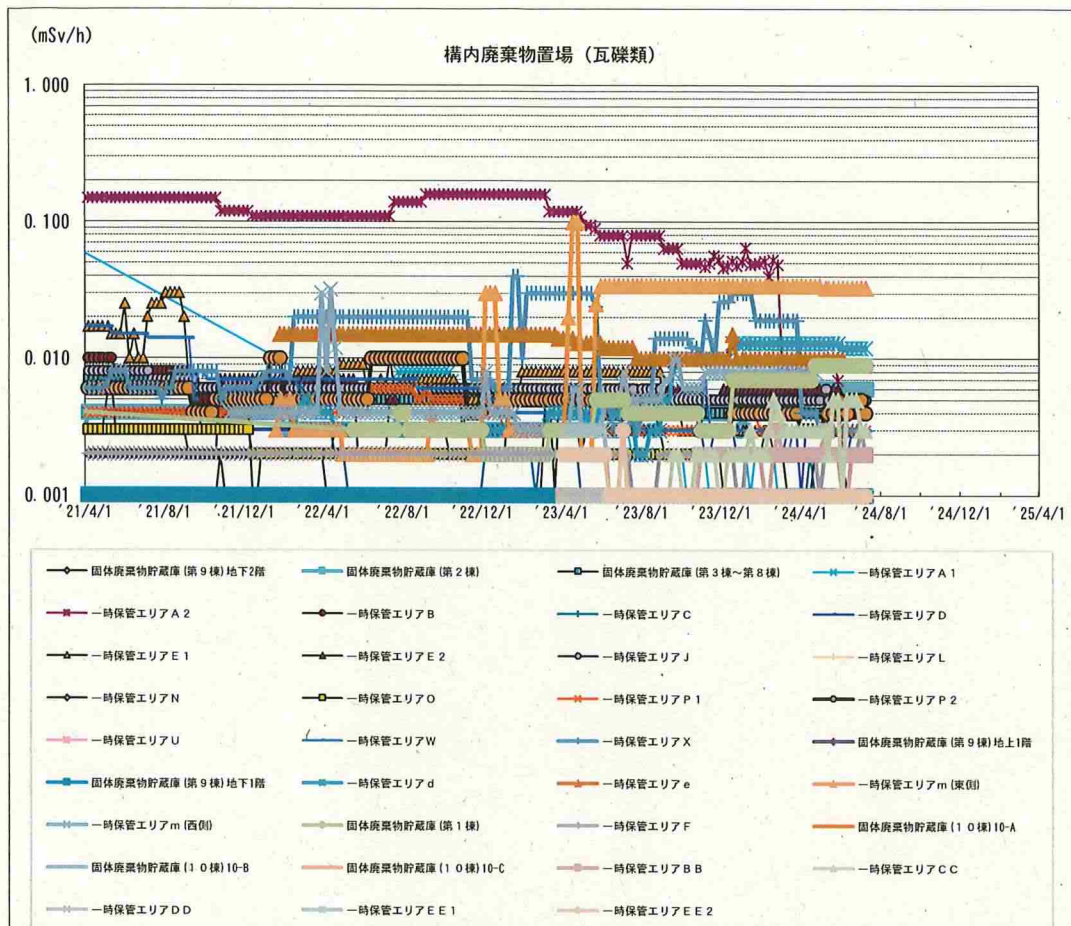 (mSv/h)
構内廃棄物置場 (瓦礫類)
1.000
0.100
0.010
0.001
'21/4/1 '21/8/1 '21/12/1 '22/4/1 '22/8/1 '22/12/1 '23/4/1 '23/8/1 '23/12/1 '24/4/1 '24/8/1 '24/12/1 '25/4/1
固体廃棄物貯蔵庫(第9棟)地下2階 固体廃棄物貯蔵庫(第2棟) 固体廃棄物貯蔵庫(第3棟～第8棟) 一時保管エリアA1
一時保管エリアA2 一時保管エリアB 一時保管エリアC 一時保管エリアD
一時保管エリアE1 一時保管エリアE2 一時保管エリアJ 一時保管エリアL
一時保管エリアN 一時保管エリアO 一時保管エリアP1 一時保管エリアP2
一時保管エリアU 一時保管エリアW 一時保管エリアX 固体廃棄物貯蔵庫(第9棟)地上1階
固体廃棄物貯蔵庫(第9棟)地下1階 一時保管エリアd 一時保管エリアe 一時保管エリアm(東側)
一時保管エリアm(西側) 固体廃棄物貯蔵庫(第1棟) 一時保管エリアF 固体廃棄物貯蔵庫(10棟)10-A
固体廃棄物貯蔵庫(10棟)10-B 固体廃棄物貯蔵庫(10棟)10-C 一時保管エリアBB 一時保管エリアCC
一時保管エリアDD 一時保管エリアEE1 一時保管エリアEE2